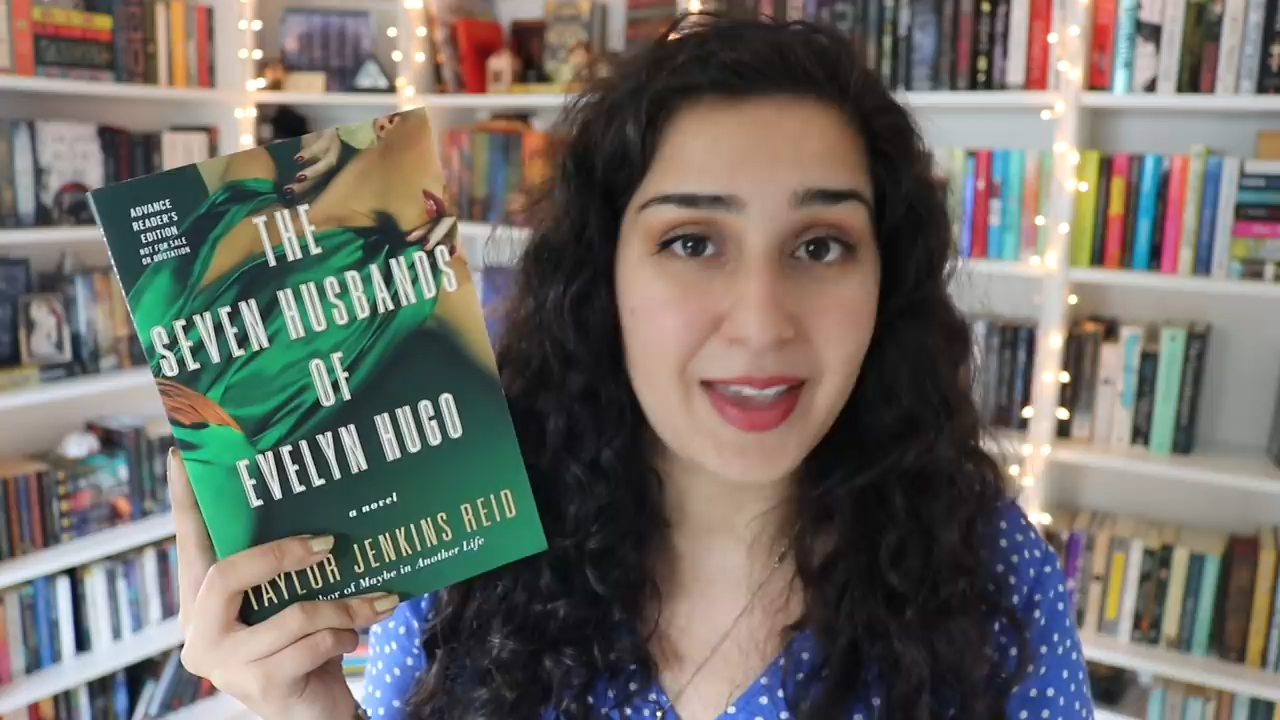 ADVANCE
READER'S
EDITION
NOT FOR SALE
OR QUOTATION
THE
SEVEN HUSBANDS
OF
EVELYN HUGO
a novel
TAYLOR JENKINS REID
of Maybe in Another Life